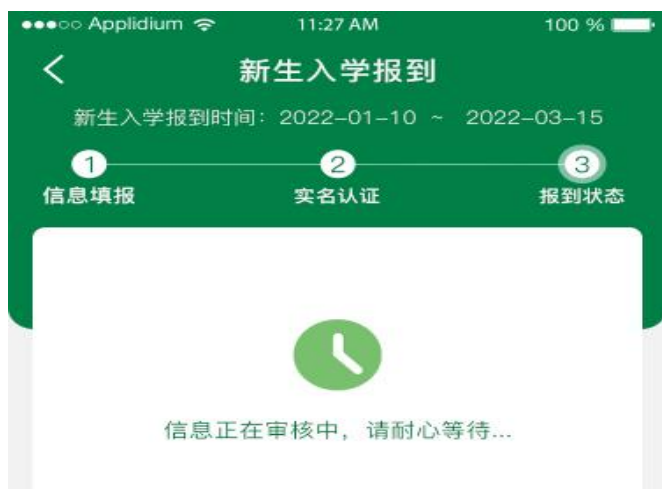 Applidium 11:27 AM 100 %
新生入学报到
新生入学报到时间：2022-01-10 ~ 2022-03-15
1 2 3
信息填报 实名认证 报到状态
信息正在审核中，请耐心等待...